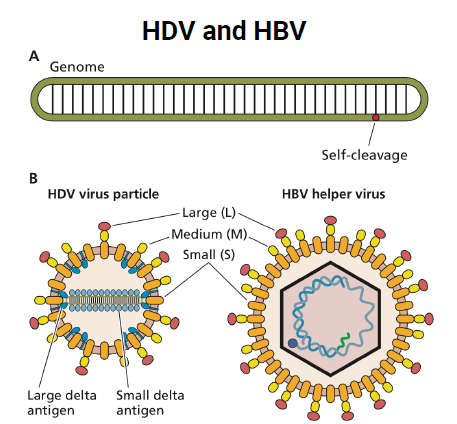 HDV and HBV
A
Genome
Self-cleavage
B
HDV virus particle
HBV helper virus
Large (L)
Medium (M)
Small (S)
Large delta
antigen
Small delta
antigen